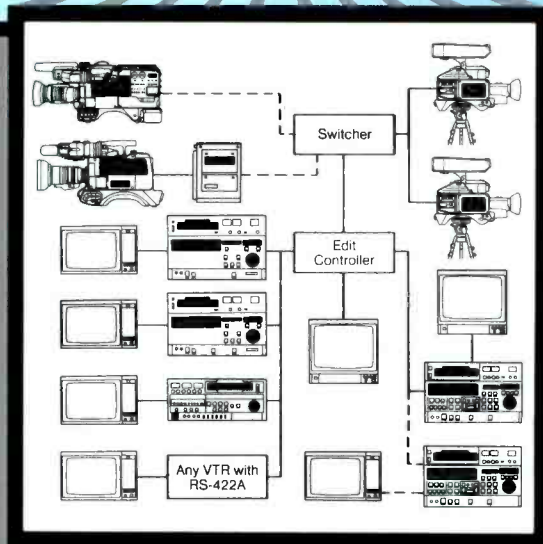 Switcher
Edit
Controller
Any VTR with
RS-422A